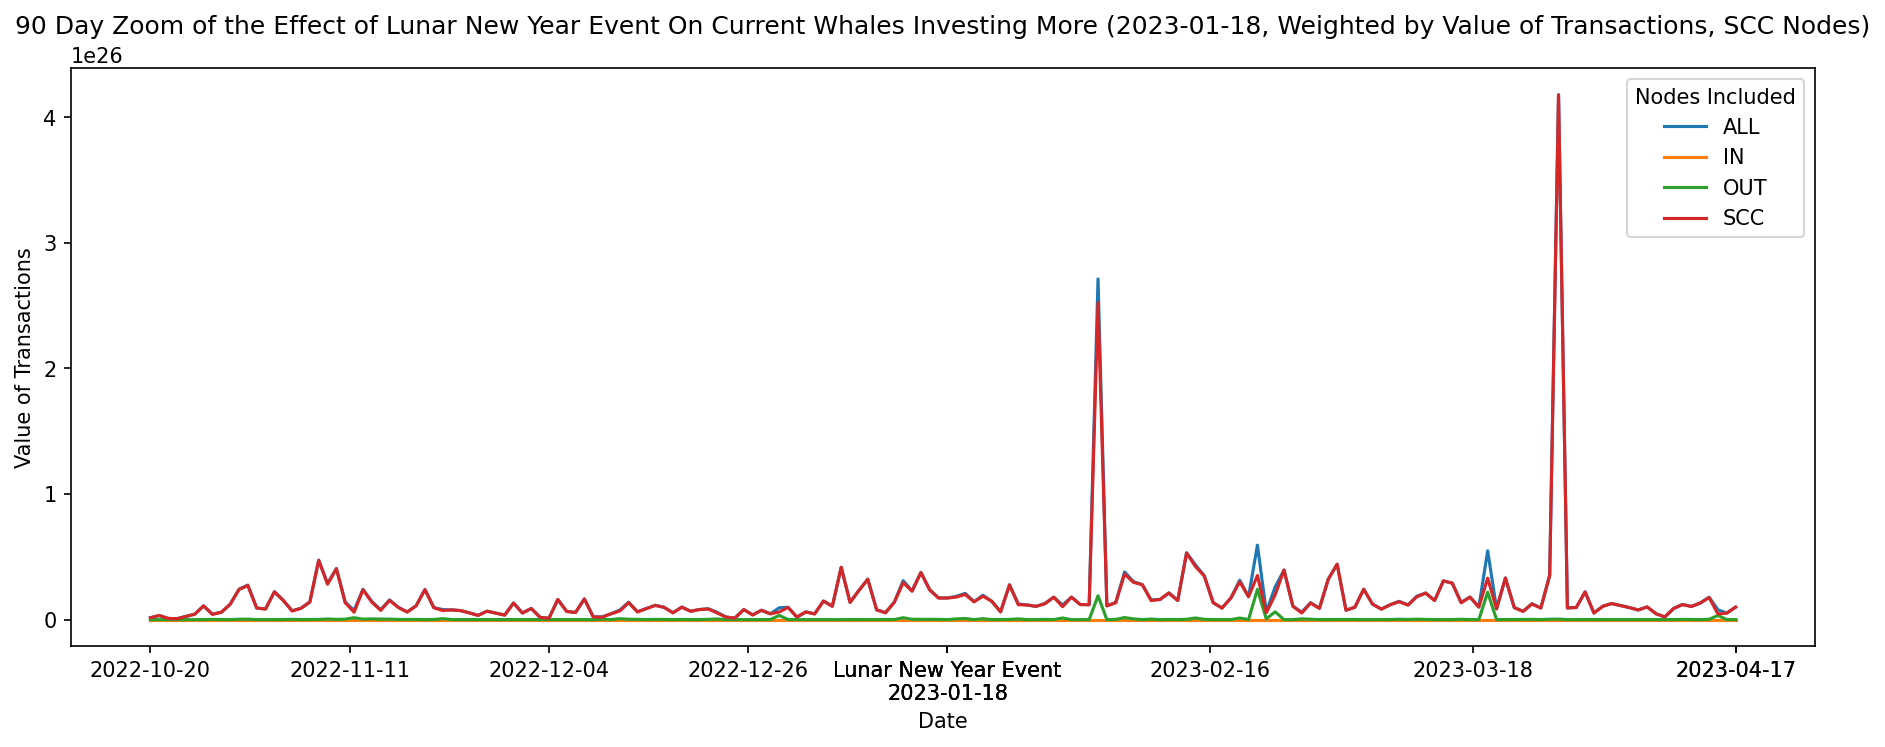 90 Day Zoom of the Effect of Lunar New Year Event On Current Whales Investing More (2023-01-18, Weighted by Value of Transactions, SCC Nodes)
1e26
4
3
2
1
0
Value of Transactions
Nodes Included
ALL
IN
OUT
SCC
2022-10-20
2022-11-11
2022-12-04
2022-12-26
Lunar New Year Event
2023-01-18
2023-02-16
2023-03-18
2023-04-17
Date